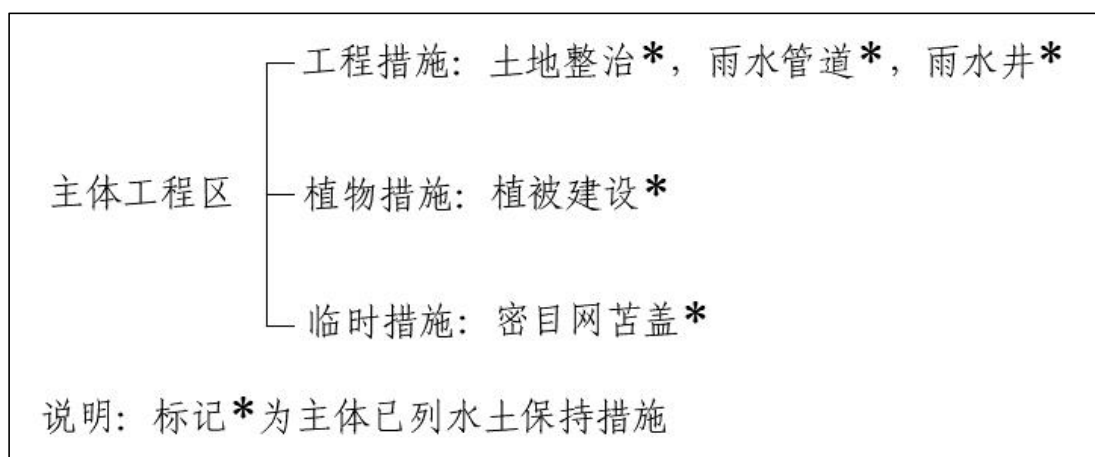 工程措施：土地整治*，雨水管道*，雨水井*
主体工程区
植物措施：植被建设*
临时措施：密目网苫盖*
说明：标记*为主体已列水土保持措施